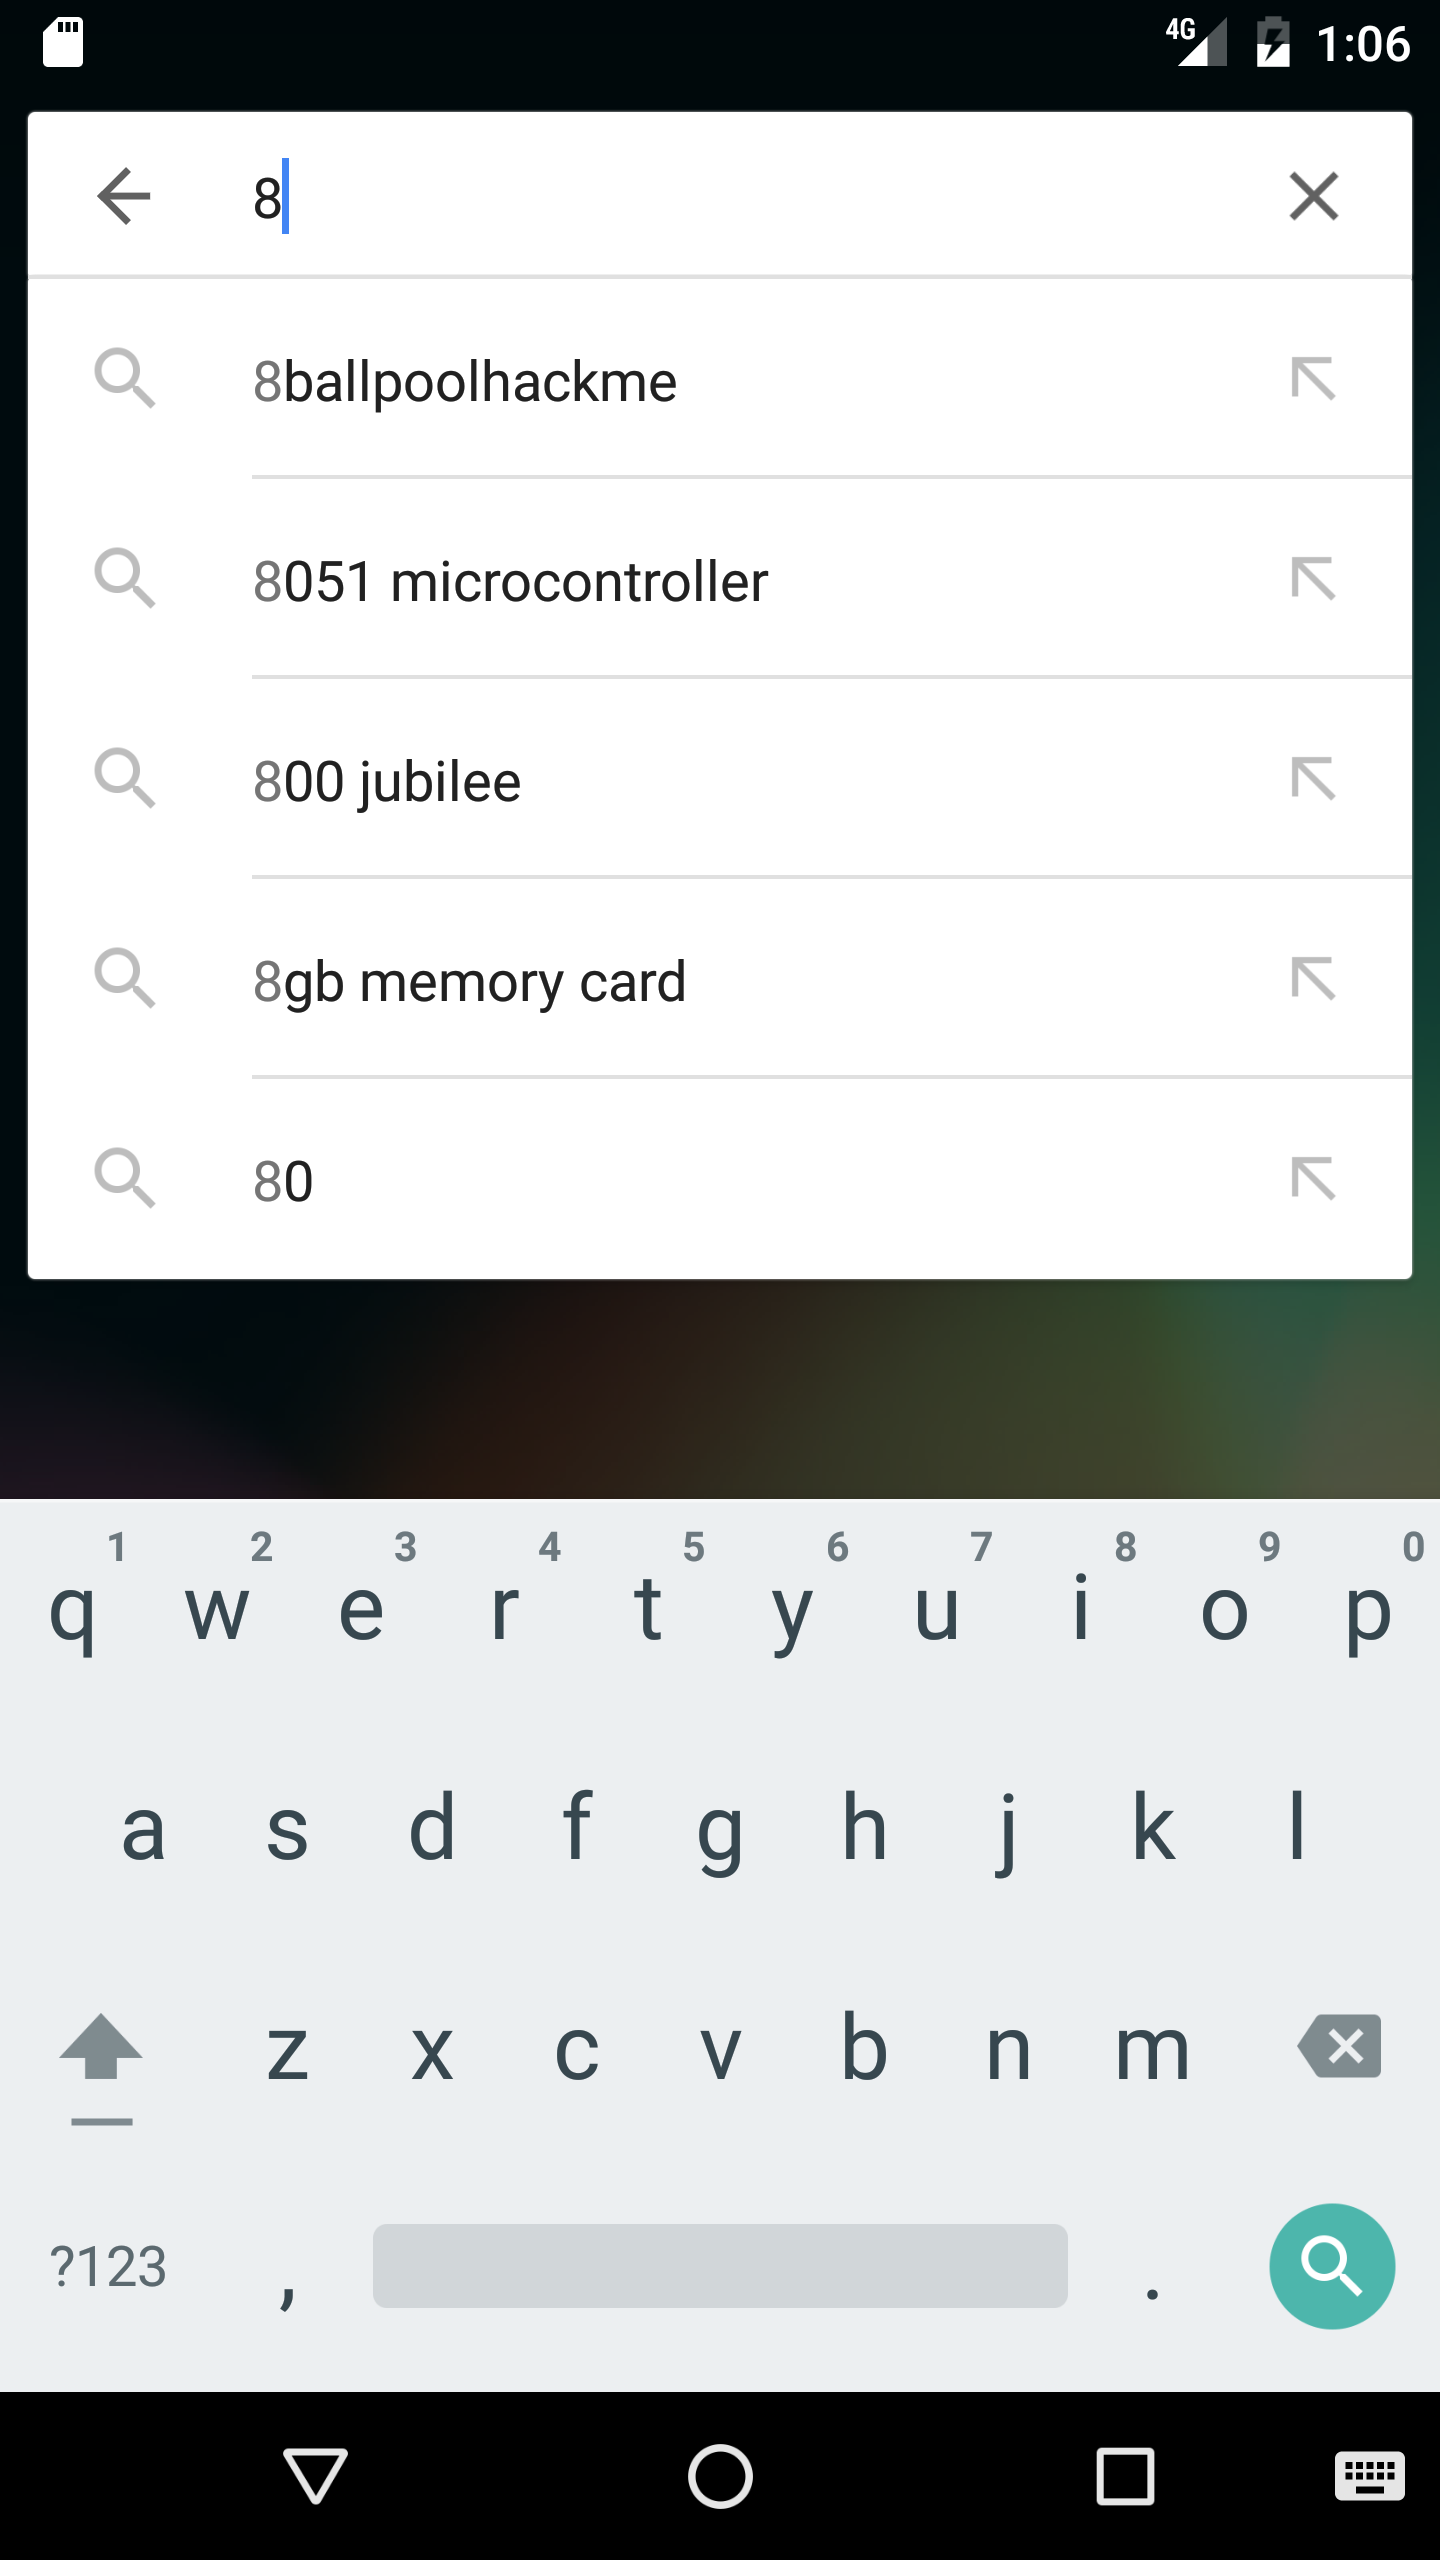 4G 1:06
8
8ballpoolhackme
8051 microcontroller
800 jubilee
8gb memory card
80
1 2 3 4 5 6 7 8 9 0
q w e r t y u i o p
a s d f g h j k l
z x c v b n m
?123 , .